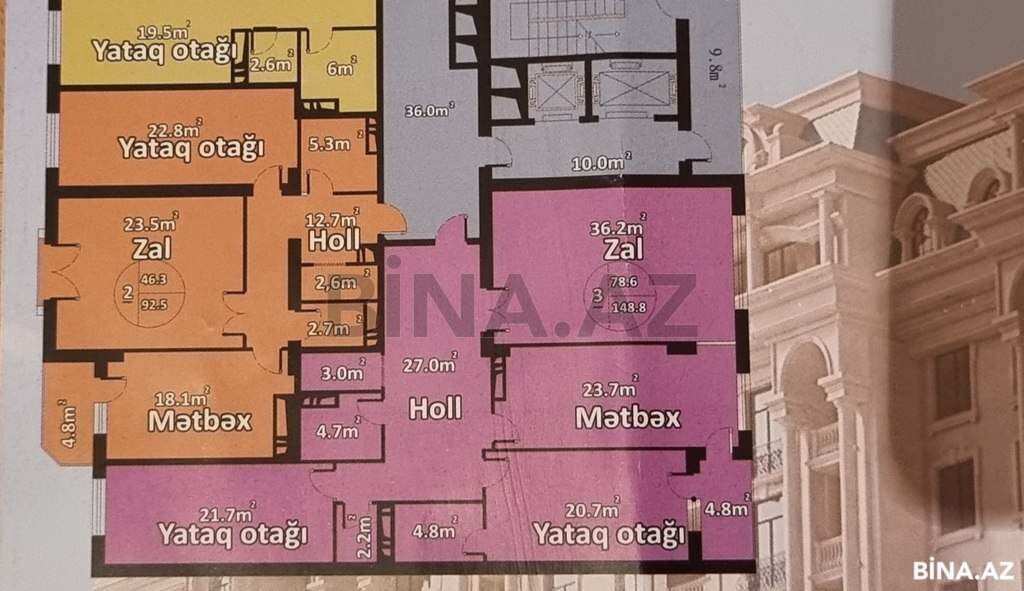 19.5m²
Yataq otağı
2.6m²
6m²
36.0m²
9.8m²
22.8m²
Yataq otağı
5.3m²
10.0m²
23.5m²
Zal
12.7m²
Holl
36.2m²
Zal
2
46.3
92.5
2,6m²
3
78.6
148.8
BİNA.AZ
2.7m²
3.0m²
27.0m²
Holl
23.7m²
Mətbəx
18.1m²
Mətbəx
4.8m²
4.7m²
21.7m²
Yataq otağı
2.2m²
4.8m²
20.7m²
Yataq otağı
4.8m²
BİNA.AZ